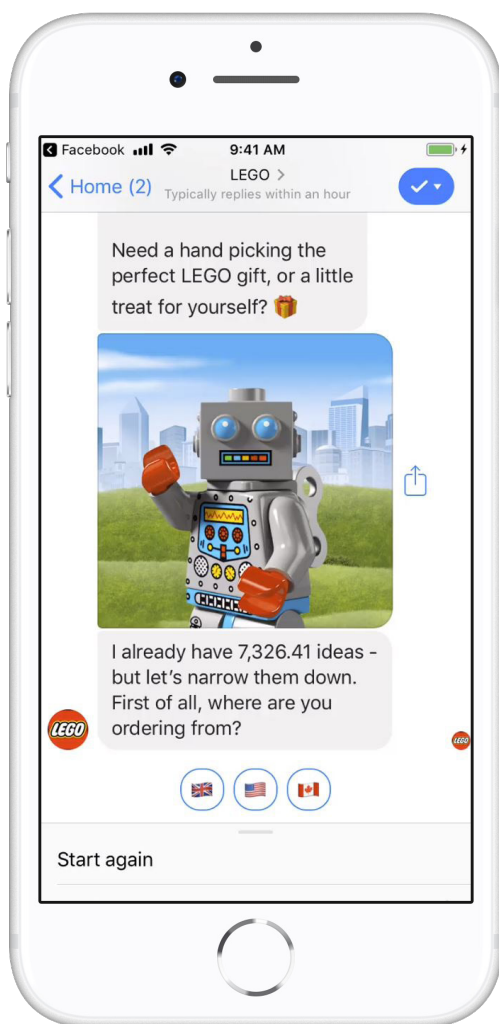 Facebook 9:41 AM
Home (2)
LEGO >
Typically replies within an hour
Need a hand picking the
perfect LEGO gift, or a little
treat for yourself? 🎁
I already have 7,326.41 ideas -
but let's narrow them down.
First of all, where are you
ordering from?
LEGO
LEGO
Start again